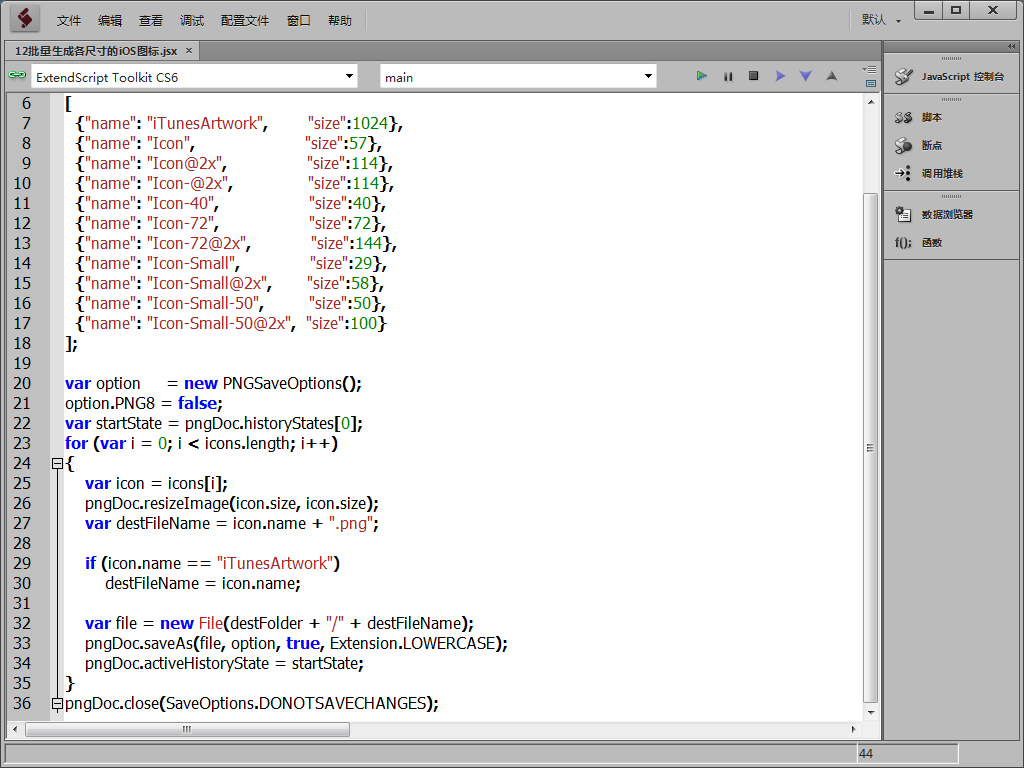 文件 编辑 查看 调试 配置文件 窗口 帮助 默认
12批量生成各尺寸的iOS图标.jsx ×
ExtendScript Toolkit CS6 main
6 [
7 {"name": "iTunesArtwork", "size":1024},
8 {"name": "Icon", "size":57},
9 {"name": "Icon@2x", "size":114},
10 {"name": "Icon-@2x", "size":114},
11 {"name": "Icon-40", "size":40},
12 {"name": "Icon-72", "size":72},
13 {"name": "Icon-72@2x", "size":144},
14 {"name": "Icon-Small", "size":29},
15 {"name": "Icon-Small@2x", "size":58},
16 {"name": "Icon-Small-50", "size":50},
17 {"name": "Icon-Small-50@2x", "size":100}
18 ];
19
20 var option = new PNGSaveOptions();
21 option.PNG8 = false;
22 var startState = pngDoc.historyStates[0];
23 for (var i = 0; i < icons.length; i++)
24 {
25 var icon = icons[i];
26 pngDoc.resizeImage(icon.size, icon.size);
27 var destFileName = icon.name + ".png";
28
29 if (icon.name == "iTunesArtwork")
30 destFileName = icon.name;
31
32 var file = new File(destFolder + "/" + destFileName);
33 pngDoc.saveAs(file, option, true, Extension.LOWERCASE);
34 pngDoc.activeHistoryState = startState;
35 }
36 pngDoc.close(SaveOptions.DONOTSAVECHANGES);
JavaScript 控制台
脚本
断点
调用堆栈
数据浏览器
f(); 函数
44